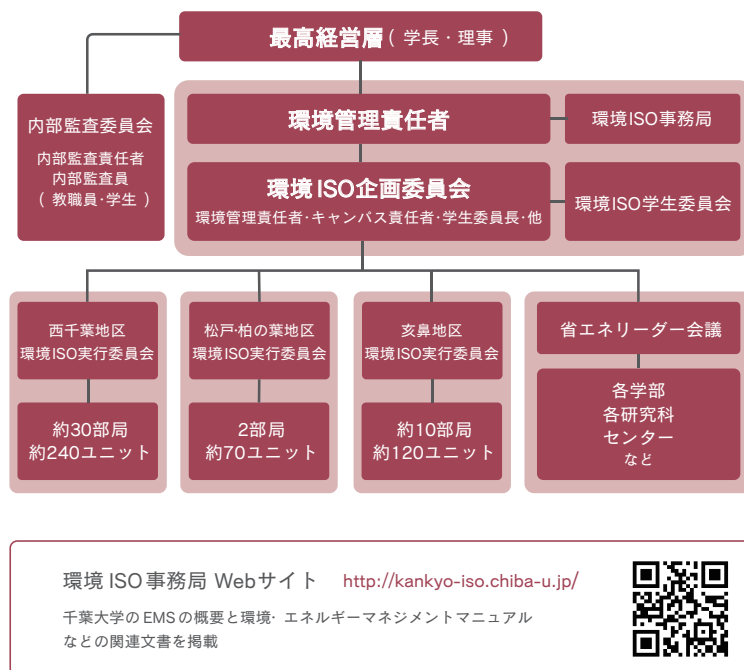 最高経営層( 学長・理事 )
内部監査委員会
内部監査責任者
内部監査員
( 教職員・学生 )
環境管理責任者
環境ISO事務局
環境ISO企画委員会
環境管理責任者・キャンパス責任者・学生委員長・他
環境ISO学生委員会
西千葉地区
環境ISO実行委員会
約30部局
約240ユニット
松戸・柏の葉地区
環境ISO実行委員会
2部局
約70ユニット
亥鼻地区
環境ISO実行委員会
約10部局
約120ユニット
省エネリーダー会議
各学部
各研究科
センター
など
環境 ISO 事務局 Webサイト http://kankyo-iso.chiba-u.jp/
千葉大学の EMS の概要と環境・ エネルギーマネジメントマニュアル
などの関連文書を掲載